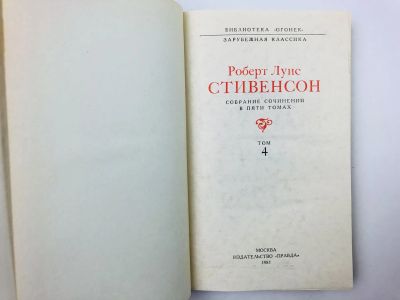 БИБЛИОТЕКА «ОГОНЕК»
ЗАРУБЕЖНАЯ КЛАССИКА
Роберт Луис
СТИВЕНСОН
СОБРАНИЕ СОЧИНЕНИЙ
В ПЯТИ ТОМАХ
ТОМ
4
МОСКВА
ИЗДАТЕЛЬСТВО «ПРАВДА»